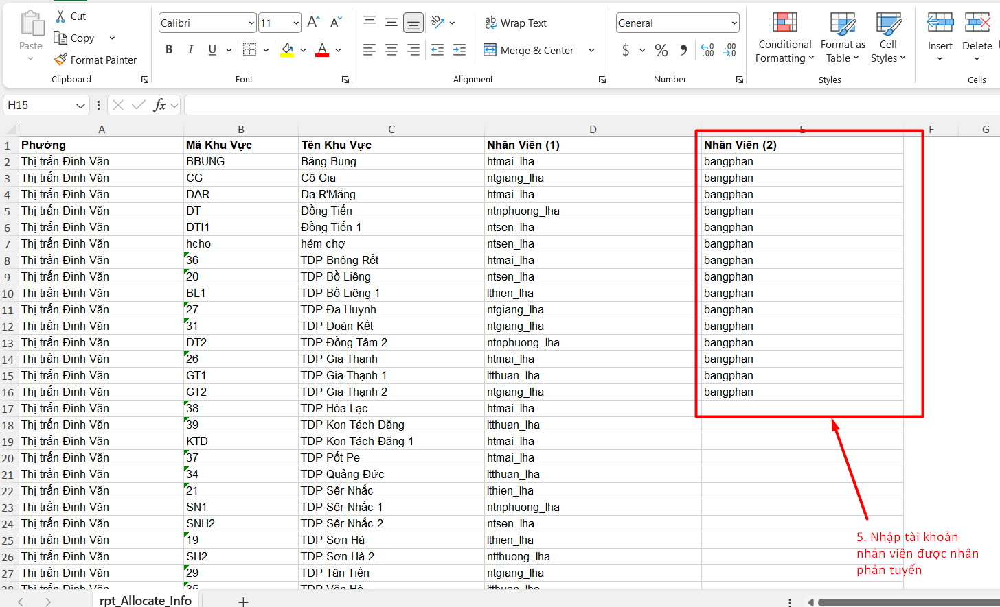 Cut
Copy
Format Painter
Paste
Clipboard
Calibri
11
A A
B I U A
Font
ab
c
Wrap Text
Merge & Center
Alignment
General
$ % 9 .00 .00
Number
Conditional Formatting
Format as Table
Cell Styles
Styles
Insert
Delete
Cells
H15
fx
A B C D E F G
1 Phường Mã Khu Vực Tên Khu Vực Nhân Viên (1) Nhân Viên (2)
2 Thị trấn Đinh Văn BBUNG Băng Bung htmai_lha bangphan
3 Thị trấn Đinh Văn CG Cô Gia ntgiang_lha bangphan
4 Thị trấn Đinh Văn DAR Da R'Măng htmai_lha bangphan
5 Thị trấn Đinh Văn DT Đồng Tiến ntnphuong_lha bangphan
6 Thị trấn Đinh Văn DTI1 Đồng Tiến 1 ntsen_lha bangphan
7 Thị trấn Đinh Văn hcho hẻm chợ ntsen_lha bangphan
8 Thị trấn Đinh Văn 36 TDP Bnông Rết htmai_lha bangphan
9 Thị trấn Đinh Văn 20 TDP Bồ Liêng ntsen_lha bangphan
10 Thị trấn Đinh Văn BL1 TDP Bồ Liêng 1 lthien_lha bangphan
11 Thị trấn Đinh Văn 27 TDP Đa Huynh ntgiang_lha bangphan
12 Thị trấn Đinh Văn 31 TDP Đoàn Kết ntgiang_lha bangphan
13 Thị trấn Đinh Văn DT2 TDP Đồng Tâm 2 ntnphuong_lha bangphan
14 Thị trấn Đinh Văn 26 TDP Gia Thạnh htmai_lha bangphan
15 Thị trấn Đinh Văn GT1 TDP Gia Thạnh 1 ltthuan_lha bangphan
16 Thị trấn Đinh Văn GT2 TDP Gia Thạnh 2 ntgiang_lha bangphan
17 Thị trấn Đinh Văn 38 TDP Hòa Lạc htmai_lha
18 Thị trấn Đinh Văn 39 TDP Kon Tách Đăng ltthuan_lha
19 Thị trấn Đinh Văn KTD TDP Kon Tách Đăng 1 htmai_lha
20 Thị trấn Đinh Văn 37 TDP Pốt Pe htmai_lha
21 Thị trấn Đinh Văn 34 TDP Quảng Đức ltthuan_lha
22 Thị trấn Đinh Văn 21 TDP Sêr Nhắc lthien_lha
23 Thị trấn Đinh Văn SN1 TDP Sêr Nhắc 1 ntnphuong_lha
24 Thị trấn Đinh Văn SNH2 TDP Sêr Nhắc 2 ntsen_lha
25 Thị trấn Đinh Văn 19 TDP Sơn Hà lthien_lha
26 Thị trấn Đinh Văn SH2 TDP Sơn Hà 2 ntthuong_lha
27 Thị trấn Đinh Văn 29 TDP Tân Tiến ntgiang_lha
28 Thị trấn Đinh Văn 35 TDP Văn Hà ltthuan_lha
5. Nhập tài khoản
nhân viên được nhân
phân tuyến
rpt_Allocate_Info